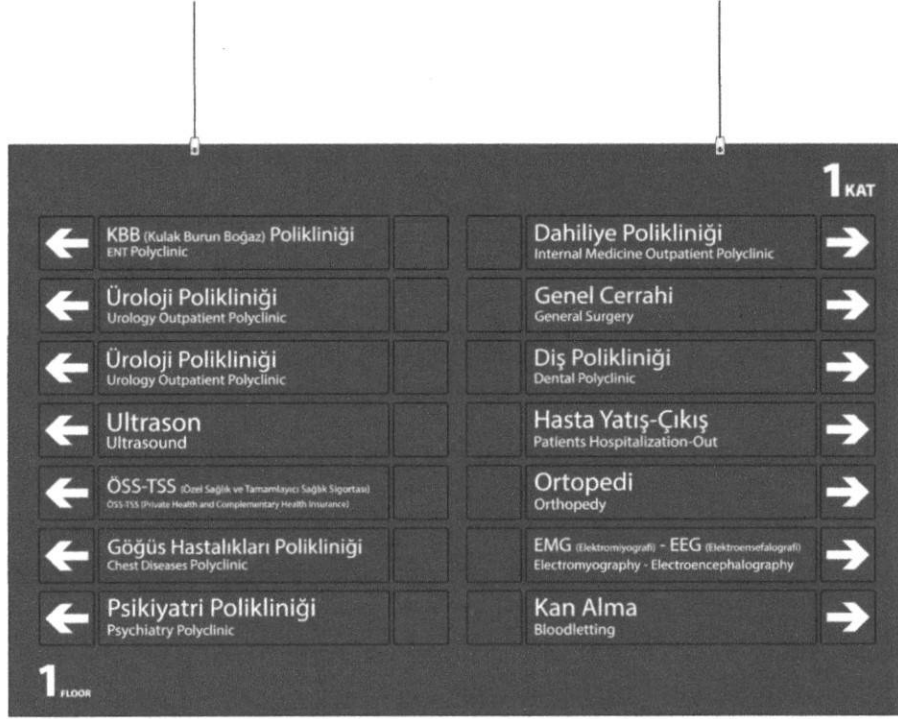 1 KAT
KBB (Kulak Burun Boğaz) Polikliniği
ENT Polyclinic
Üroloji Polikliniği
Urology Outpatient Polyclinic
Üroloji Polikliniği
Urology Outpatient Polyclinic
Ultrason
Ultrasound
ÖSS-TSS (Özel Sağlık ve Tamamlayıcı Sağlık Sigortası)
ÖSS-TSS (Private Health and Complementary Health Insurance)
Göğüs Hastalıkları Polikliniği
Chest Diseases Polyclinic
Psikiyatri Polikliniği
Psychiatry Polyclinic
Dahiliye Polikliniği
Internal Medicine Outpatient Polyclinic
Genel Cerrahi
General Surgery
Diş Polikliniği
Dental Polyclinic
Hasta Yatış-Çıkış
Patients Hospitalization-Out
Ortopedi
Orthopedy
EMG (Elektromiyografi) - EEG (Elektroensefalografi)
Electromyography - Electroencephalography
Kan Alma
Bloodletting
1 FLOOR